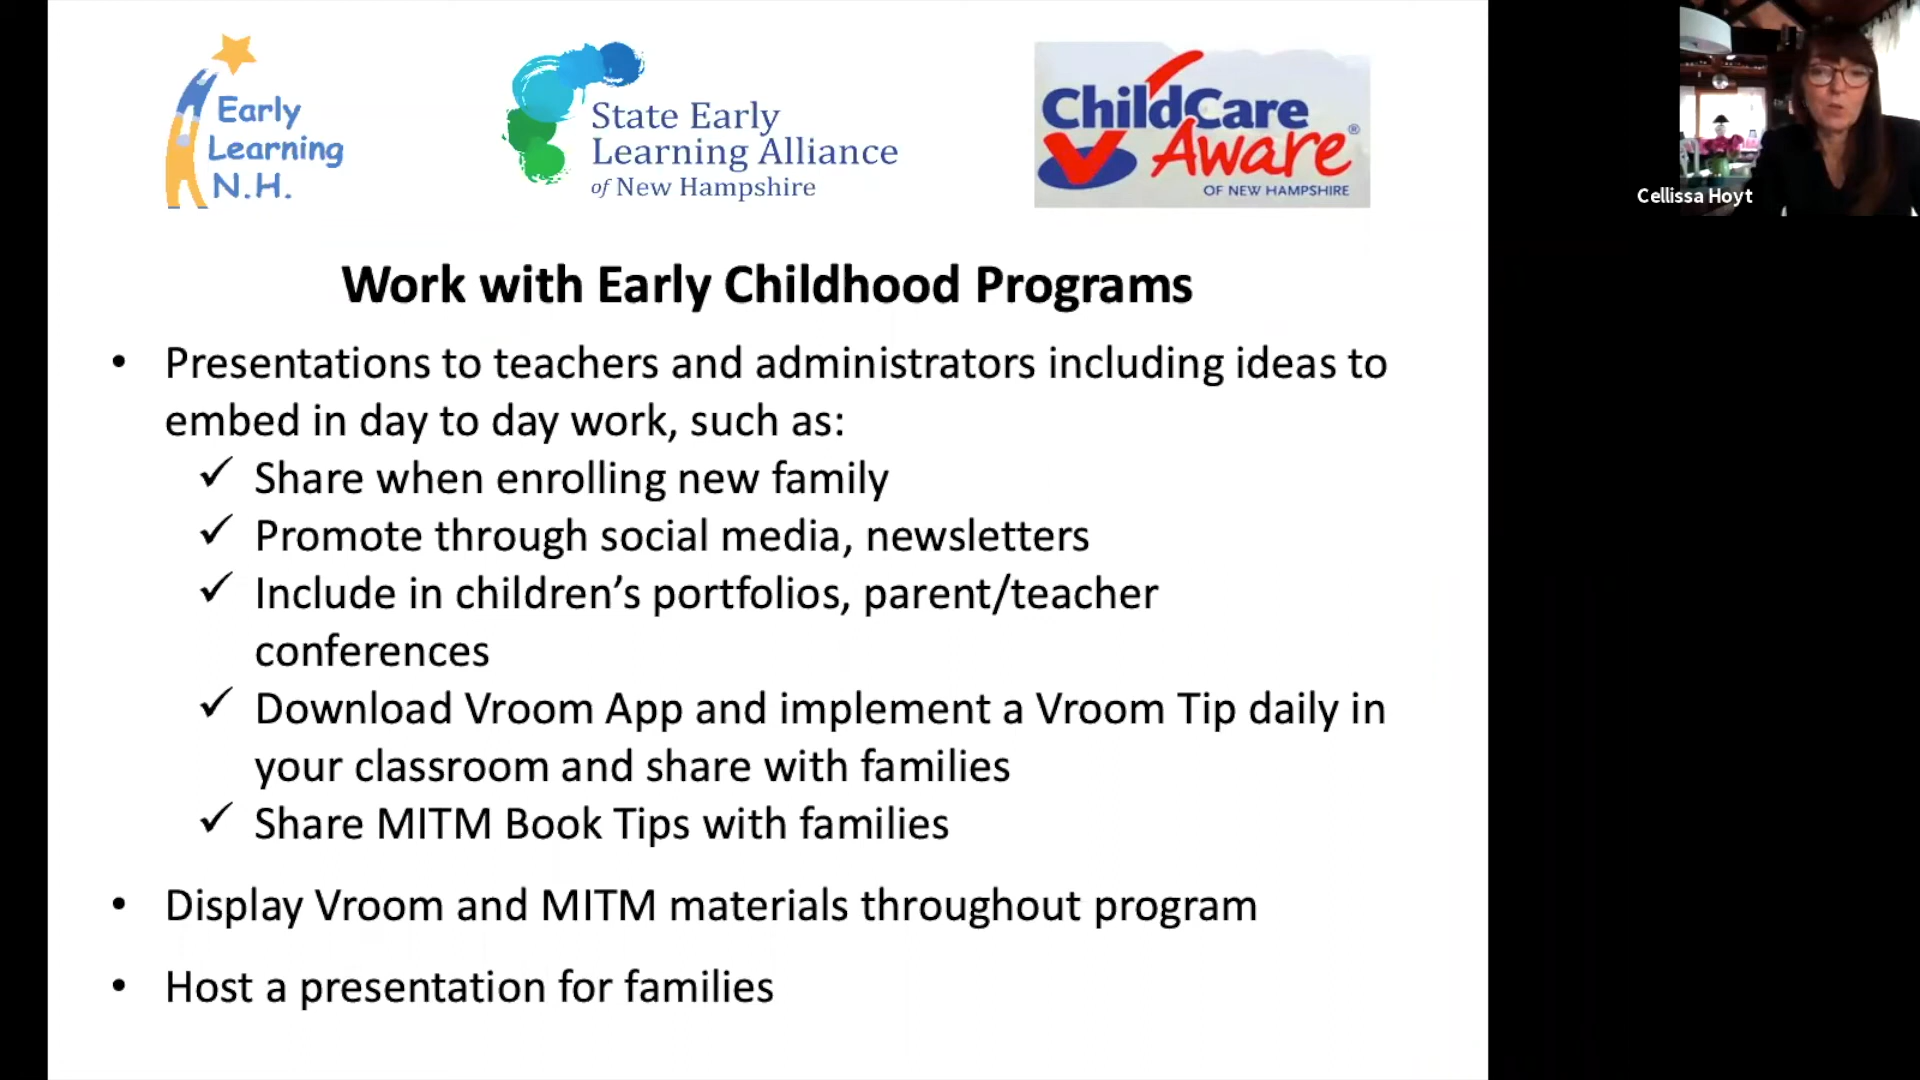 Early
Learning
N.H.
State Early
Learning Alliance
of New Hampshire
ChildCare
Aware®
OF NEW HAMPSHIRE
Cellissa Hoyt
Work with Early Childhood Programs
• Presentations to teachers and administrators including ideas to
embed in day to day work, such as:
✓ Share when enrolling new family
✓ Promote through social media, newsletters
✓ Include in children’s portfolios, parent/teacher
conferences
✓ Download Vroom App and implement a Vroom Tip daily in
your classroom and share with families
✓ Share MITM Book Tips with families
• Display Vroom and MITM materials throughout program
• Host a presentation for families